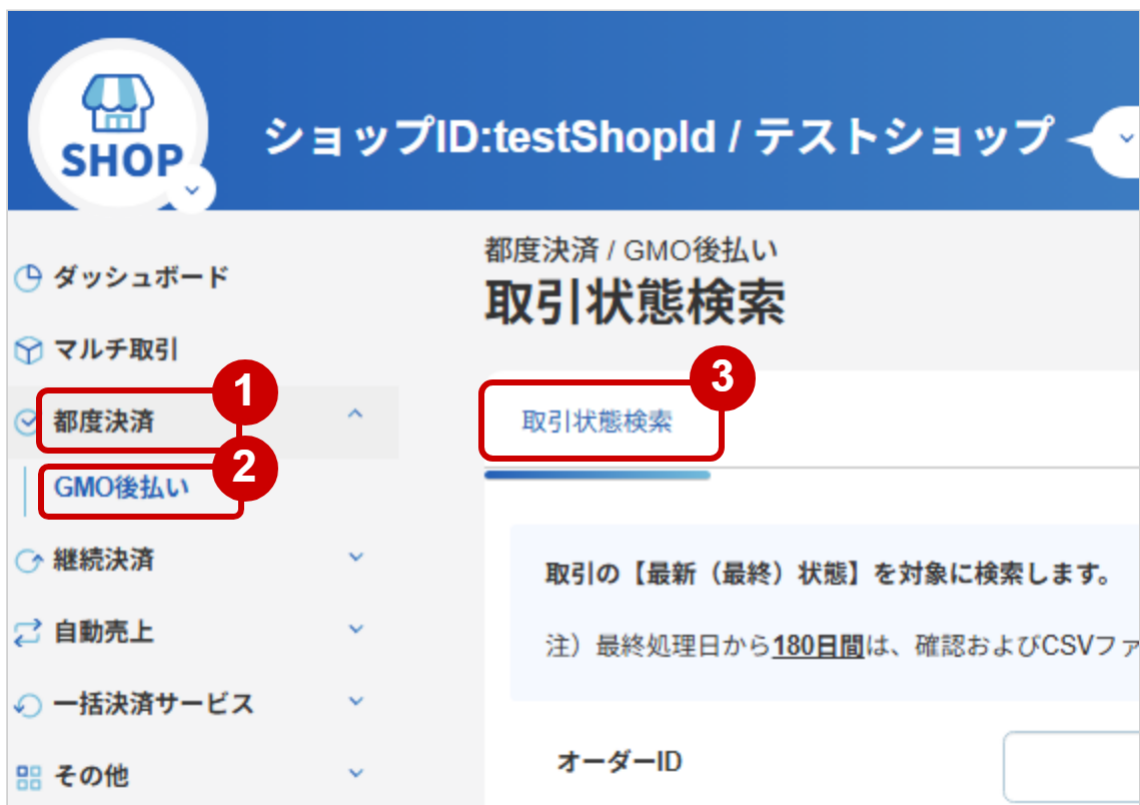 SHOP
ショップID:testShopId / テストショップ
ダッシュボード
マルチ取引
都度決済
1
GMO後払い
2
継続決済
自動売上
一括決済サービス
その他
都度決済 / GMO後払い
取引状態検索
取引状態検索
3
取引の【最新（最終）状態】を対象に検索します。
注）最終処理日から180日間は、確認およびCSVファ
オーダーID